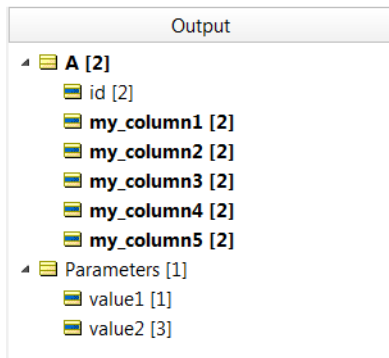 Output
A [2]
id [2]
my_column1 [2]
my_column2 [2]
my_column3 [2]
my_column4 [2]
my_column5 [2]
Parameters [1]
value1 [1]
value2 [3]